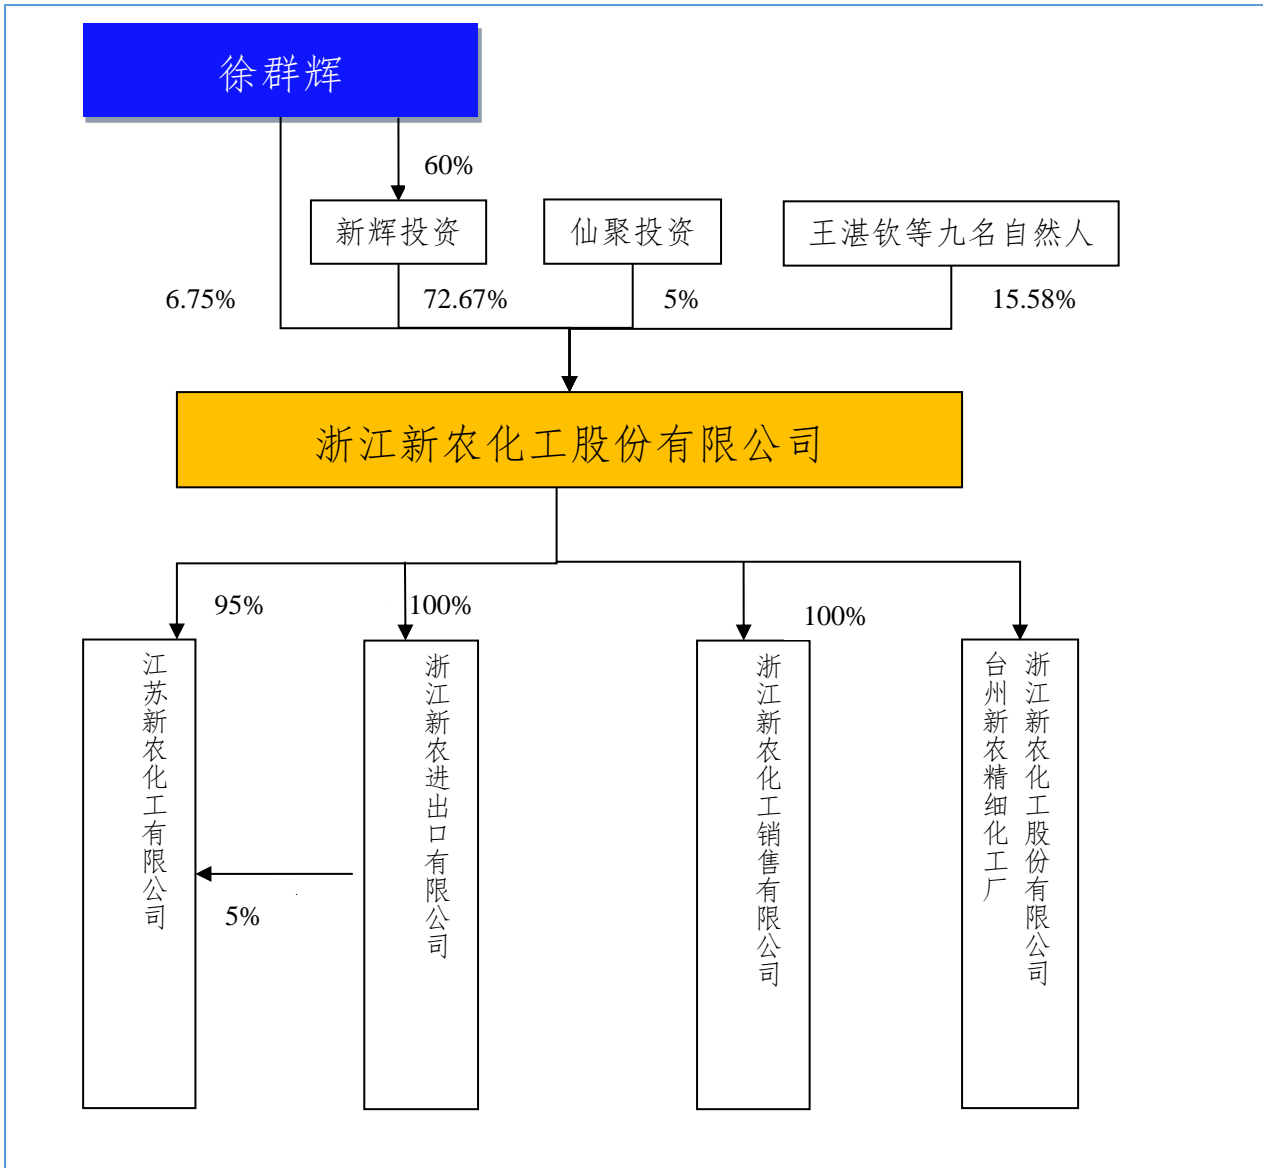 徐群辉
60%
新辉投资
仙聚投资
王湛钦等九名自然人
6.75%
72.67%
5%
15.58%
浙江新农化工股份有限公司
95%
100%
100%
江苏新农化工有限公司
浙江新农进出口有限公司
浙江新农化工销售有限公司
浙江新农化工股份有限公司
台州新农精细化工厂
5%